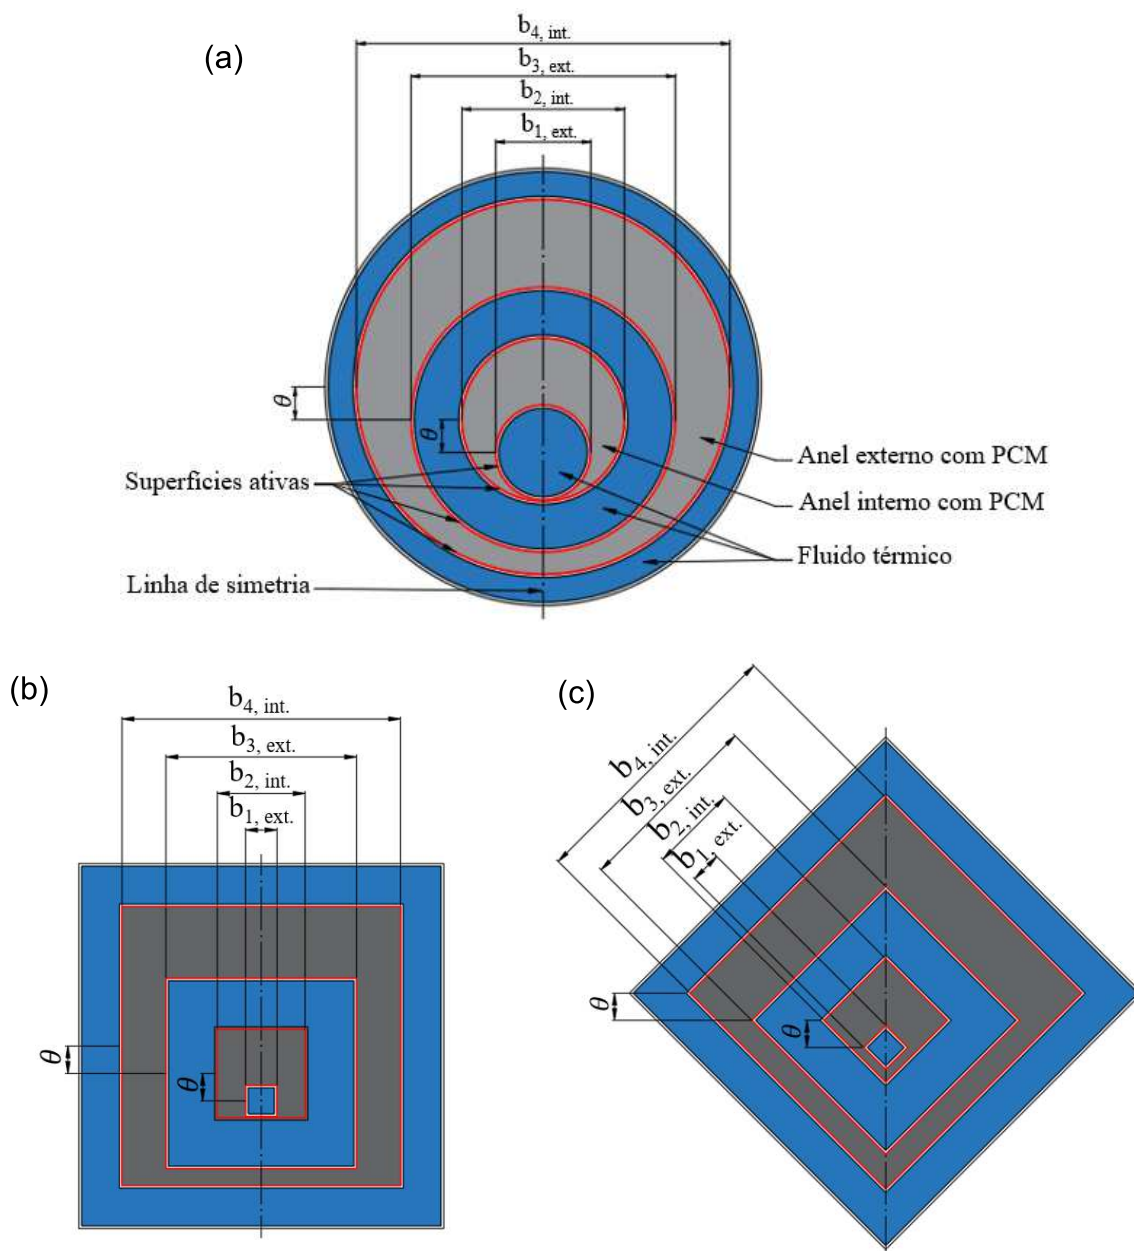 (a)
b4, int.
b3, ext.
b2, int.
b1, ext.
θ
θ
Superfícies ativas
Linha de simetria
Anel externo com PCM
Anel interno com PCM
Fluido térmico
(b)
b4, int.
b3, ext.
b2, int.
b1, ext.
θ
θ
(c)
b4, int.
b3, ext.
b2, int.
b1, ext.
θ
θ